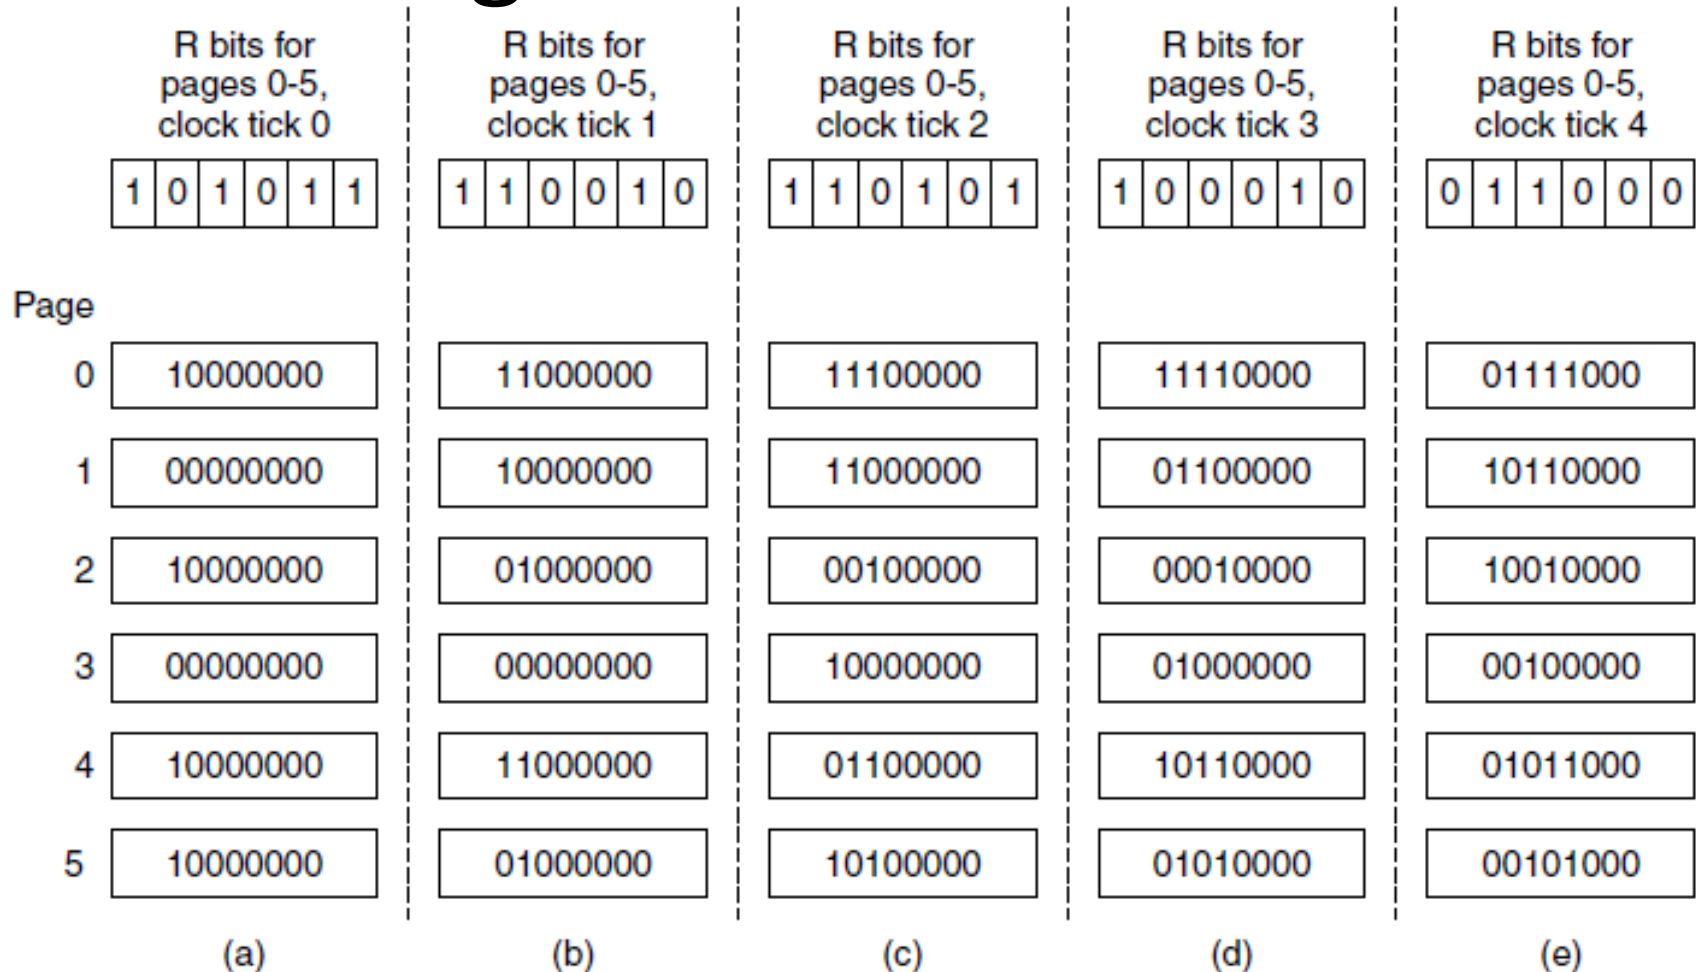 R bits for pages 0-5, clock tick 0
R bits for pages 0-5, clock tick 1
R bits for pages 0-5, clock tick 2
R bits for pages 0-5, clock tick 3
R bits for pages 0-5, clock tick 4
1 0 1 0 1 1
1 1 0 0 1 0
1 1 0 1 0 1
1 0 0 0 1 0
0 1 1 0 0 0
Page
0 10000000 11000000 11100000 11110000 01111000
1 00000000 10000000 11000000 01100000 10110000
2 10000000 01000000 00100000 00010000 10010000
3 00000000 00000000 10000000 01000000 00100000
4 10000000 11000000 01100000 10110000 01011000
5 10000000 01000000 10100000 01010000 00101000
(a) (b) (c) (d) (e)